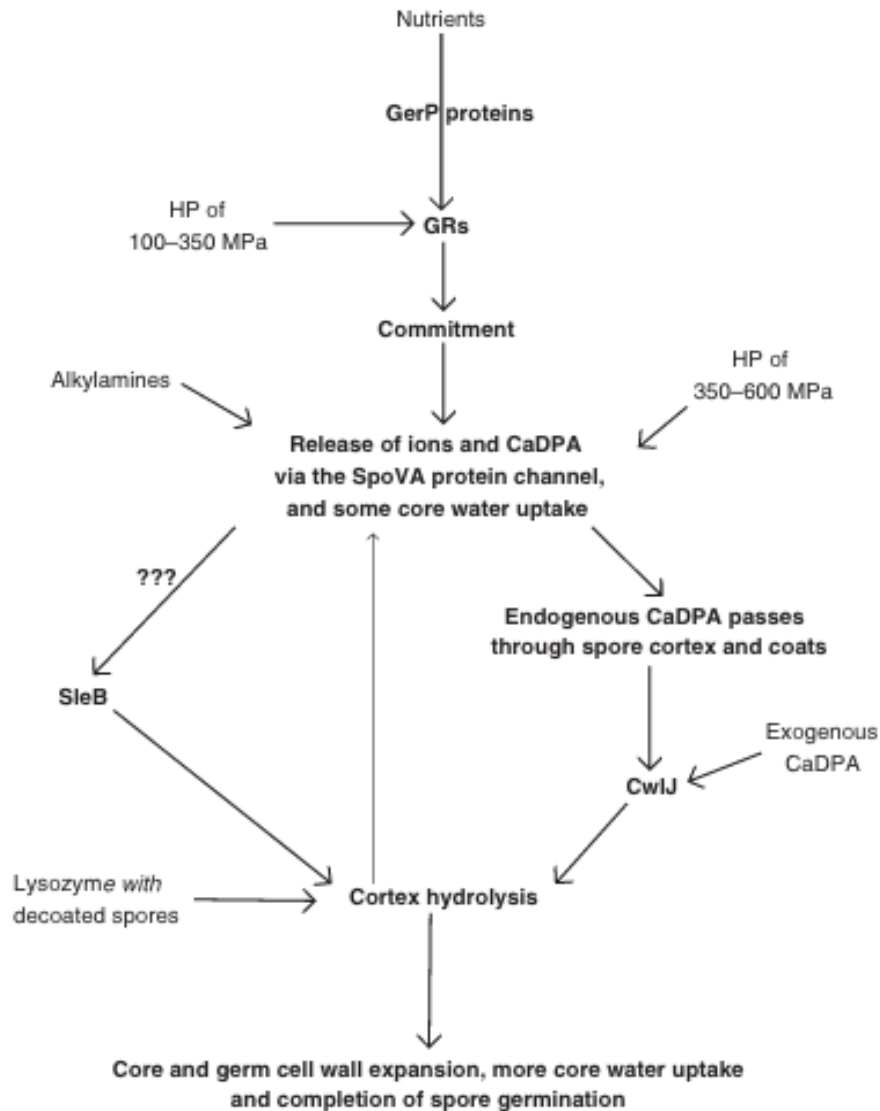 Nutrients
GerP proteins
HP of
100–350 MPa
GRs
Commitment
Alkylamines
HP of
350–600 MPa
Release of ions and CaDPA
via the SpoVA protein channel,
and some core water uptake
???
Endogenous CaDPA passes
through spore cortex and coats
SleB
Exogenous
CaDPA
CwlJ
Lysozyme with
decoated spores
Cortex hydrolysis
Core and germ cell wall expansion, more core water uptake
and completion of spore germination